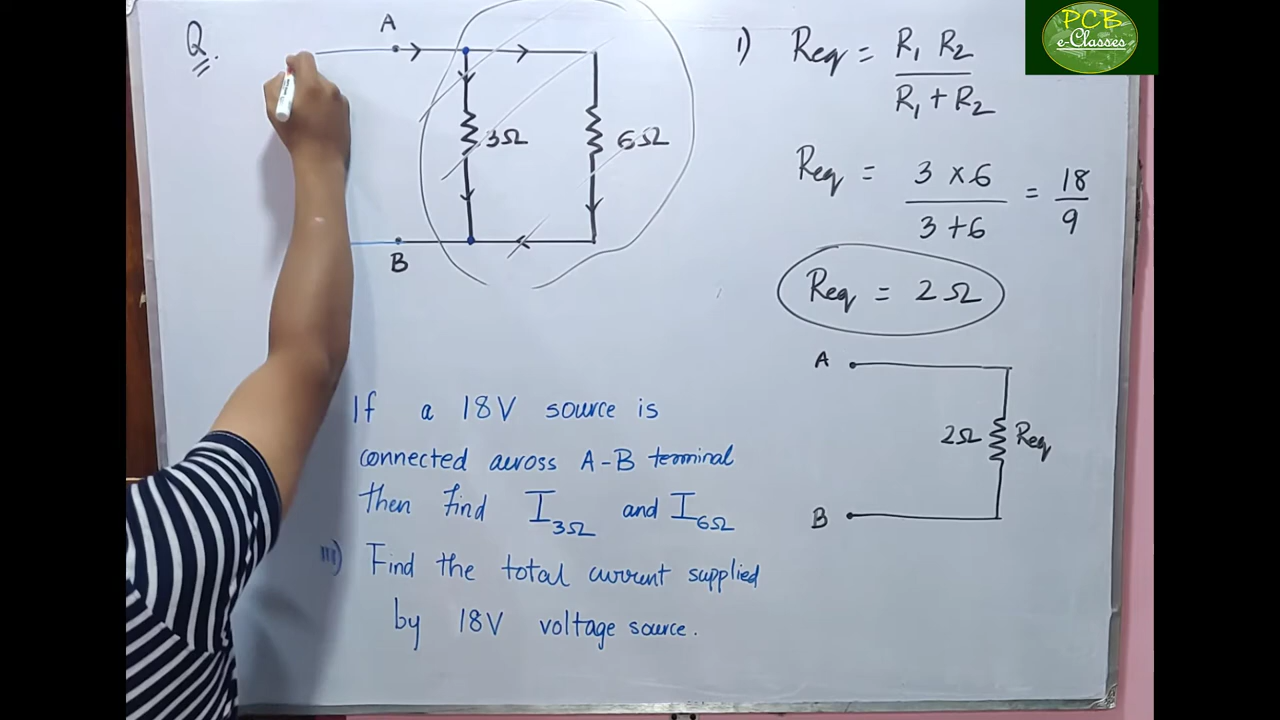 Q.
A
3Ω
6Ω
B
If a 18V source is
connected across A-B terminal
then find I3Ω and I6Ω
iii) Find the total current supplied
by 18V voltage source.
i) Req = R1 R2 / R1 + R2
Req = 3 × 6 / 3 + 6 = 18 / 9
Req = 2Ω
A
2Ω Req
B
PCB
e-Classes